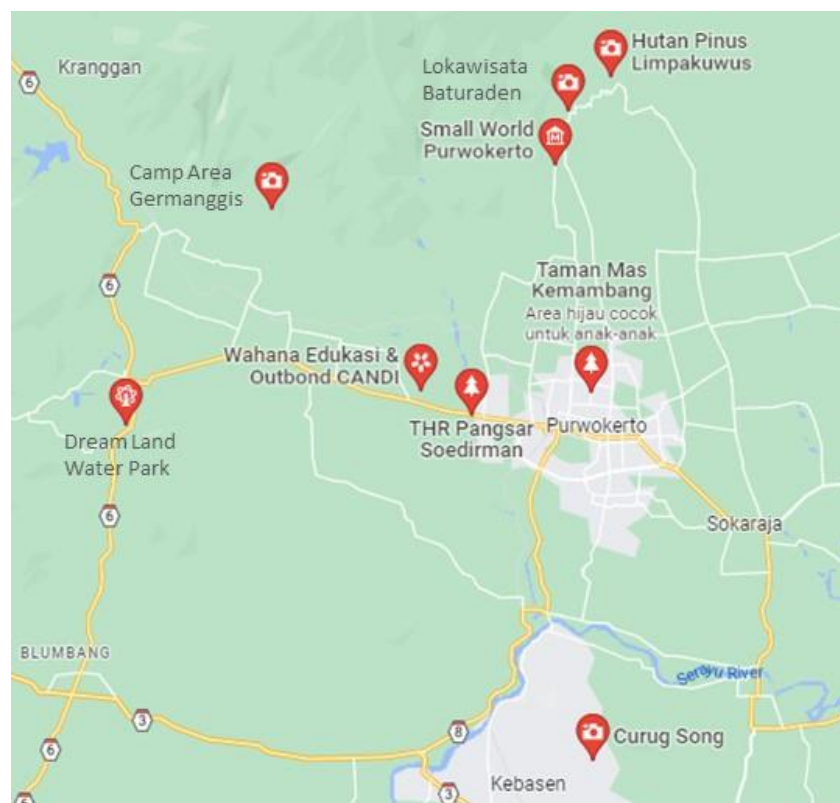 Hutan Pinus
Limpakuwus
Kranggan
Lokawisata
Baturaden
6
Small World
Purwokerto
M
Camp Area
Germanggis
Taman Mas
Kemambang
Area hijau cocok
untuk anak-anak
6
Wahana Edukasi &
Outbond CANDI
THR Pangsar
Soedirman
Purwokerto
Dream Land
Water Park
6
Sokaraja
BLUMBANG
Serayu River
3
8
Curug Song
6
Kebasen
3
6